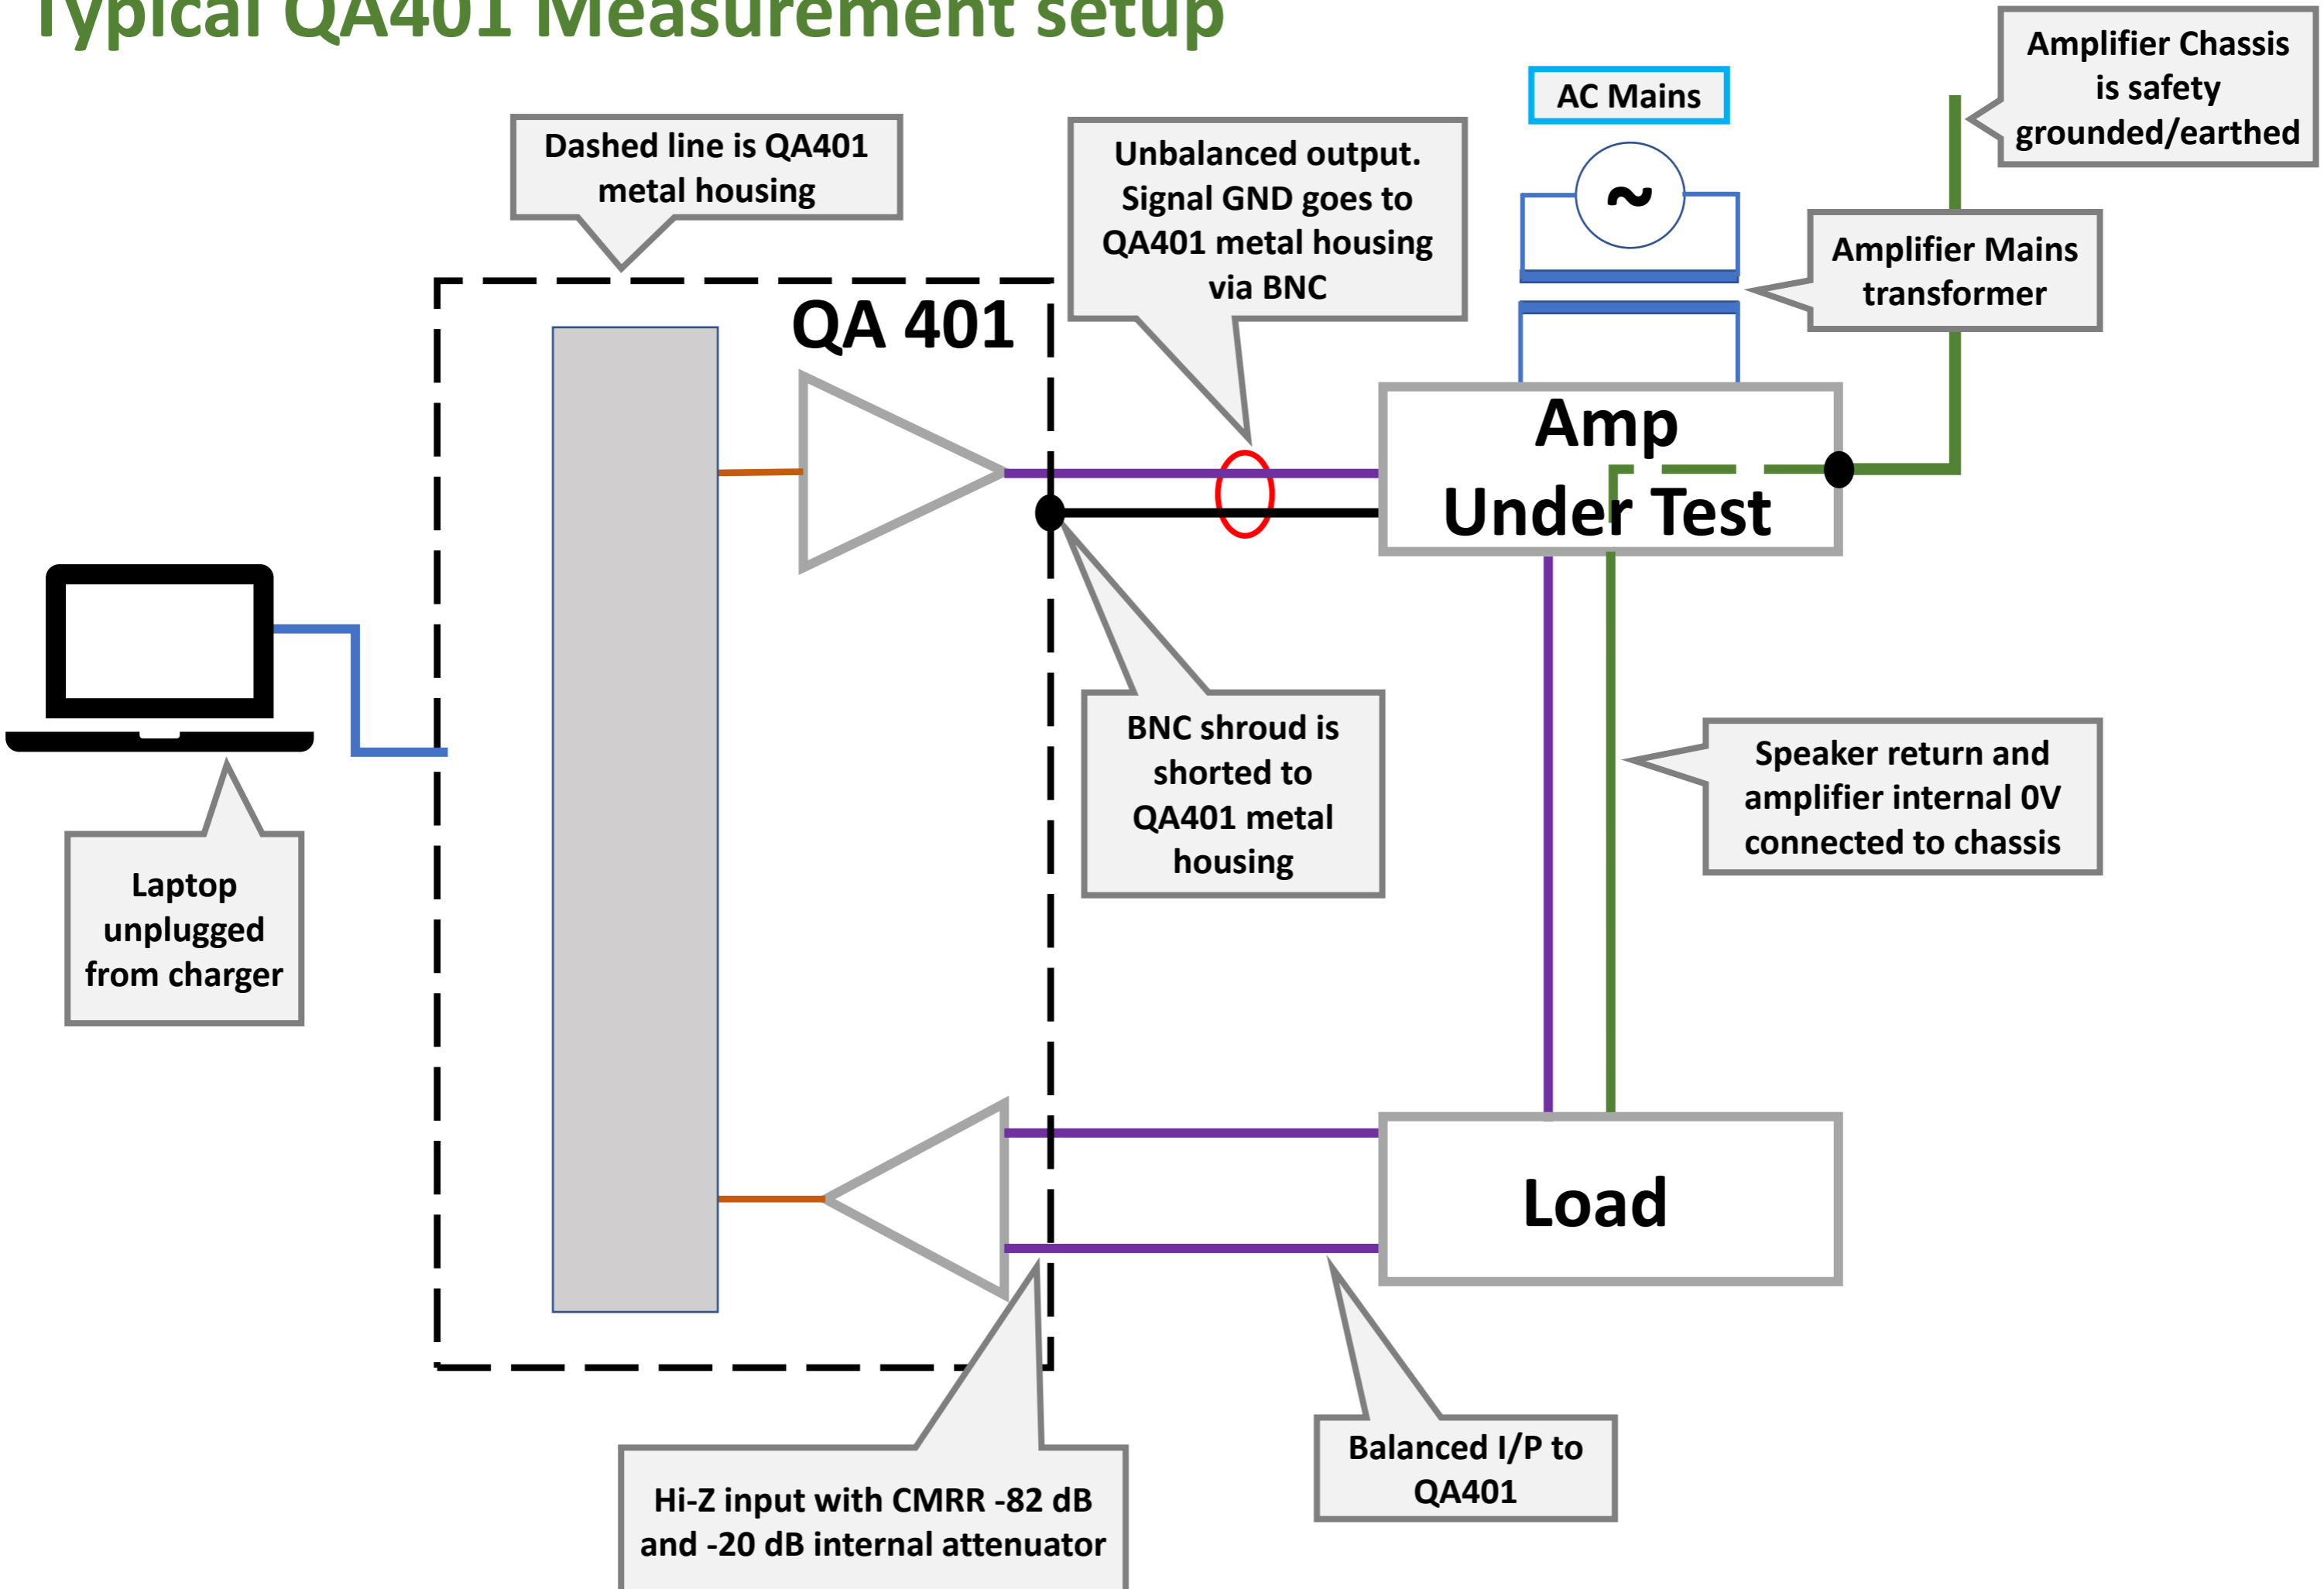 Typical QA401 Measurement setup
Amplifier Chassis
is safety
grounded/earthed
AC Mains
~
Dashed line is QA401
metal housing
Unbalanced output.
Signal GND goes to
QA401 metal housing
via BNC
Amplifier Mains
transformer
QA 401
Amp
Under Test
BNC shroud is
shorted to
QA401 metal
housing
Speaker return and
amplifier internal 0V
connected to chassis
Laptop
unplugged
from charger
Load
Balanced I/P to
QA401
Hi-Z input with CMRR -82 dB
and -20 dB internal attenuator